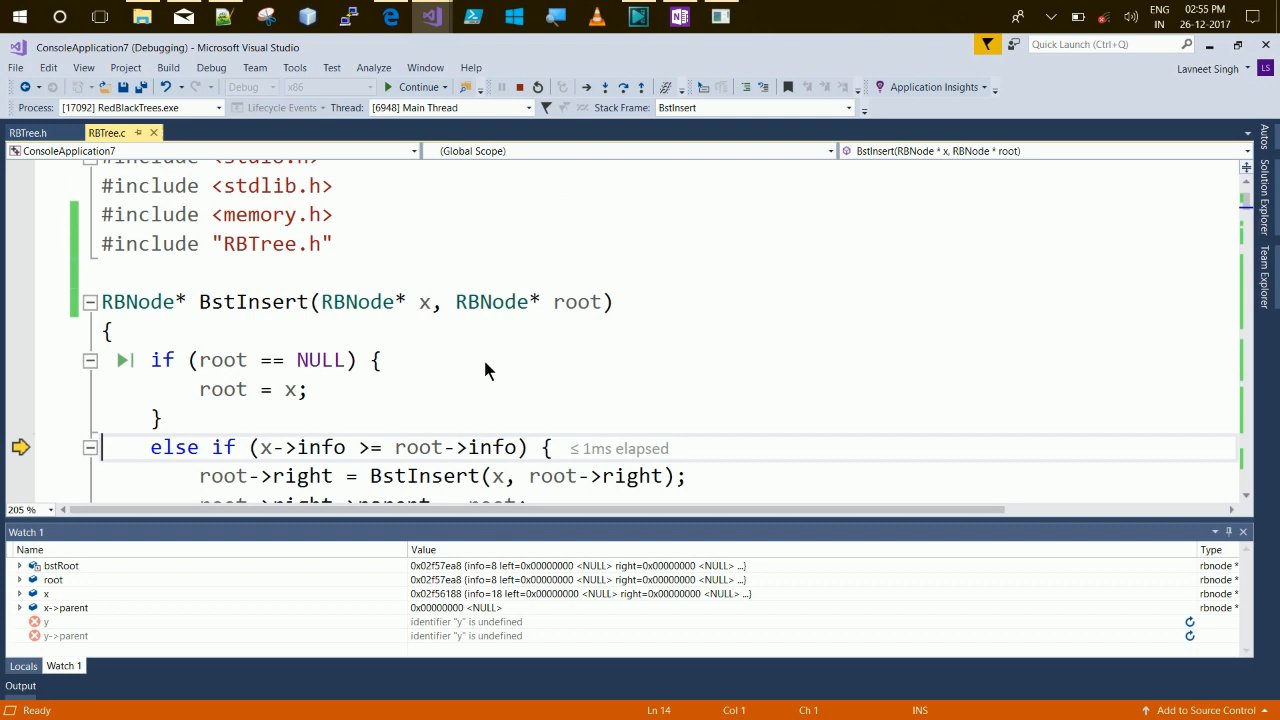 ENG 02:55 PM
IN 26-12-2017
ConsoleApplication7 (Debugging) - Microsoft Visual Studio
Quick Launch (Ctrl+Q)
File Edit View Project Build Debug Team Tools Test Analyze Window Help
Lavneet Singh LS
Debug x86 Continue Application Insights
Process: [17092] RedBlackTrees.exe Lifecycle Events Thread: [6948] Main Thread Stack Frame: BstInsert
RBTree.h RBTree.c
ConsoleApplication7 (Global Scope) BstInsert(RBNode * x, RBNode * root)
#include <stdio.h>
#include <stdlib.h>
#include <memory.h>
#include "RBTree.h"
RBNode* BstInsert(RBNode* x, RBNode* root)
{
if (root == NULL) {
root = x;
}
else if (x->info >= root->info) { ≤ 1ms elapsed
root->right = BstInsert(x, root->right);
root->right->parent = root;
205 %
Autos
Solution Explorer
Team Explorer
Watch 1
Name Value Type
bstRoot 0x02f57ea8 {info=8 left=0x00000000 <NULL> right=0x00000000 <NULL> ...} rbnode *
root 0x02f57ea8 {info=8 left=0x00000000 <NULL> right=0x00000000 <NULL> ...} rbnode *
x 0x02f56188 {info=18 left=0x00000000 <NULL> right=0x00000000 <NULL> ...} rbnode *
x->parent 0x00000000 <NULL> rbnode *
y identifier "y" is undefined
y->parent identifier "y" is undefined
Locals Watch 1
Output
Ready Ln 14 Col 1 Ch 1 INS Add to Source Control